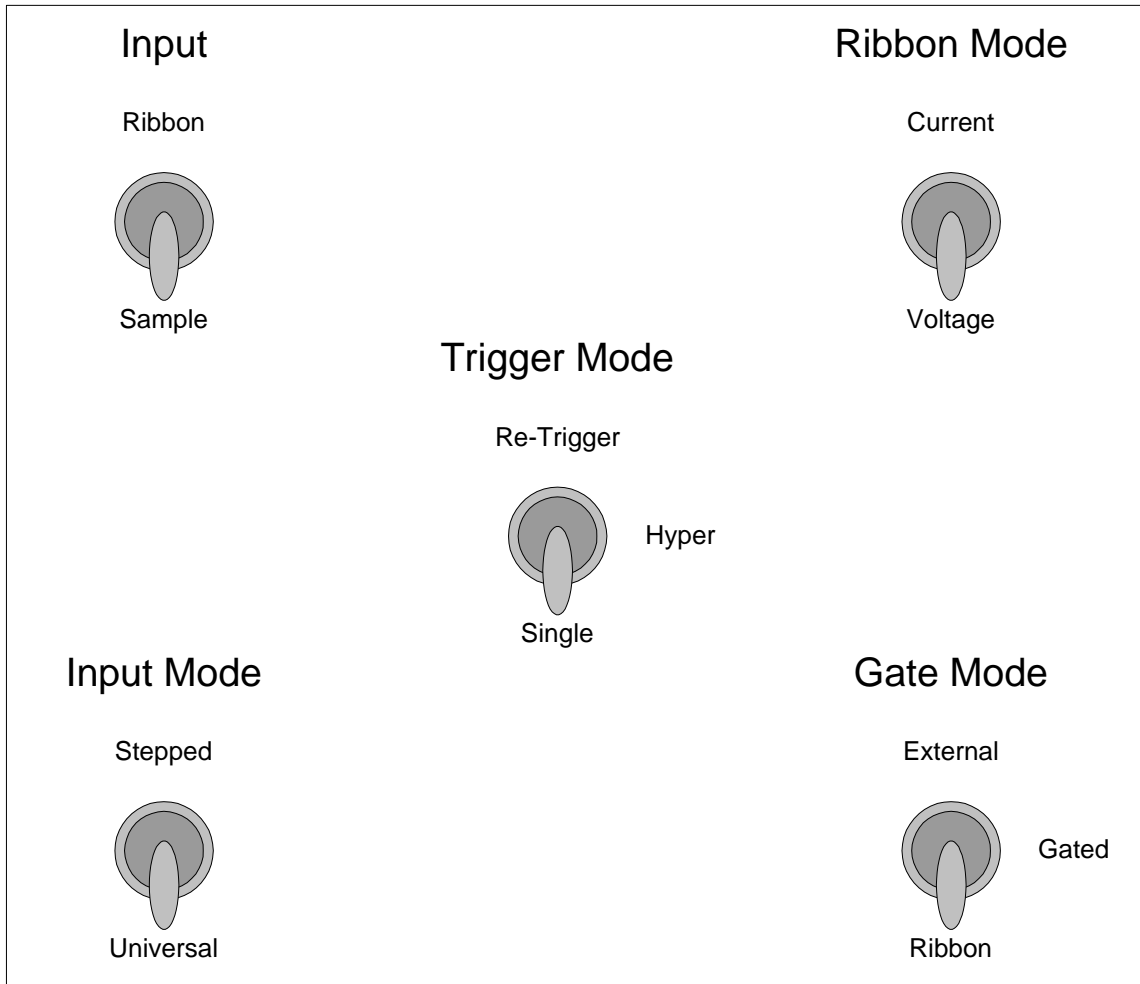 Input
Ribbon Mode
Ribbon
Current
Sample
Voltage
Trigger Mode
Re-Trigger
Hyper
Single
Input Mode
Gate Mode
Stepped
External
Gated
Universal
Ribbon